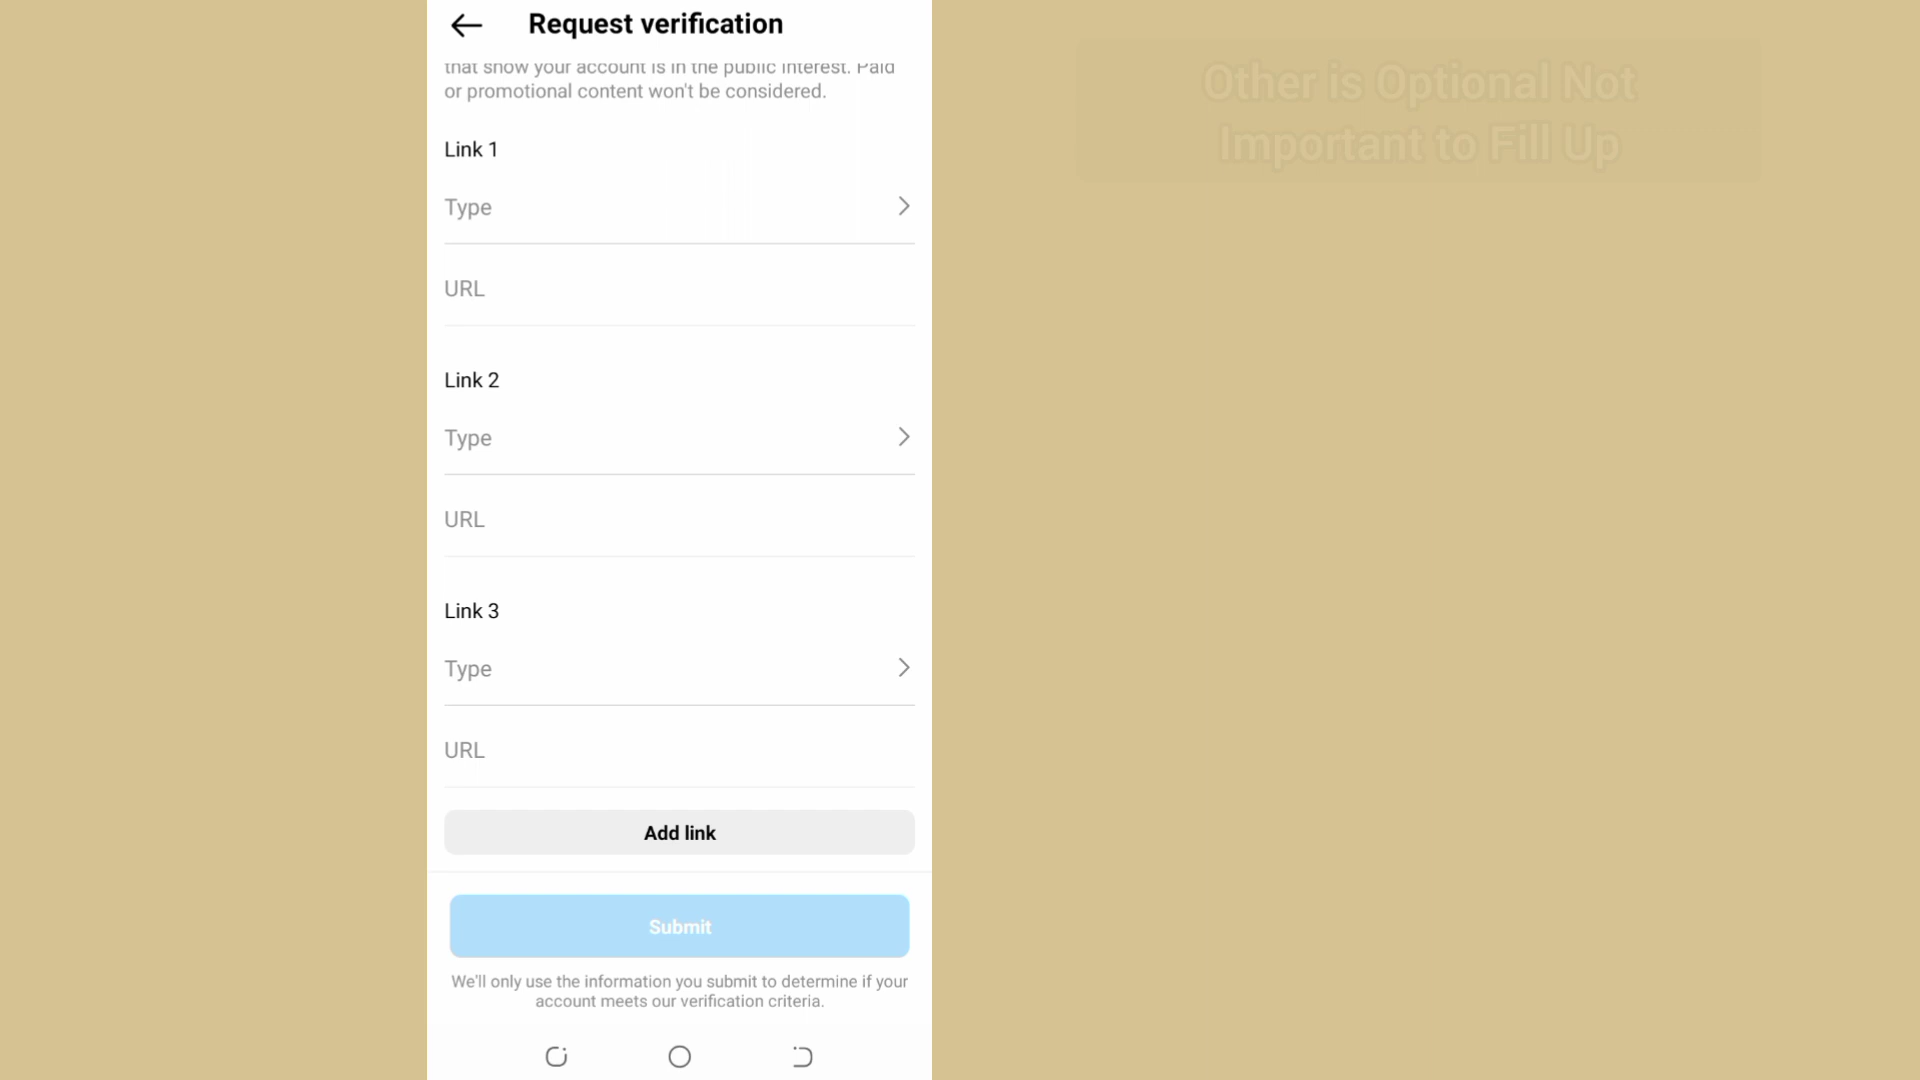 Request verification
that show your account is in the public interest. Paid
or promotional content won't be considered.
Link 1
Type
URL
Link 2
Type
URL
Link 3
Type
URL
Add link
Submit
We'll only use the information you submit to determine if your
account meets our verification criteria.
Other is Optional Not
Important to Fill Up